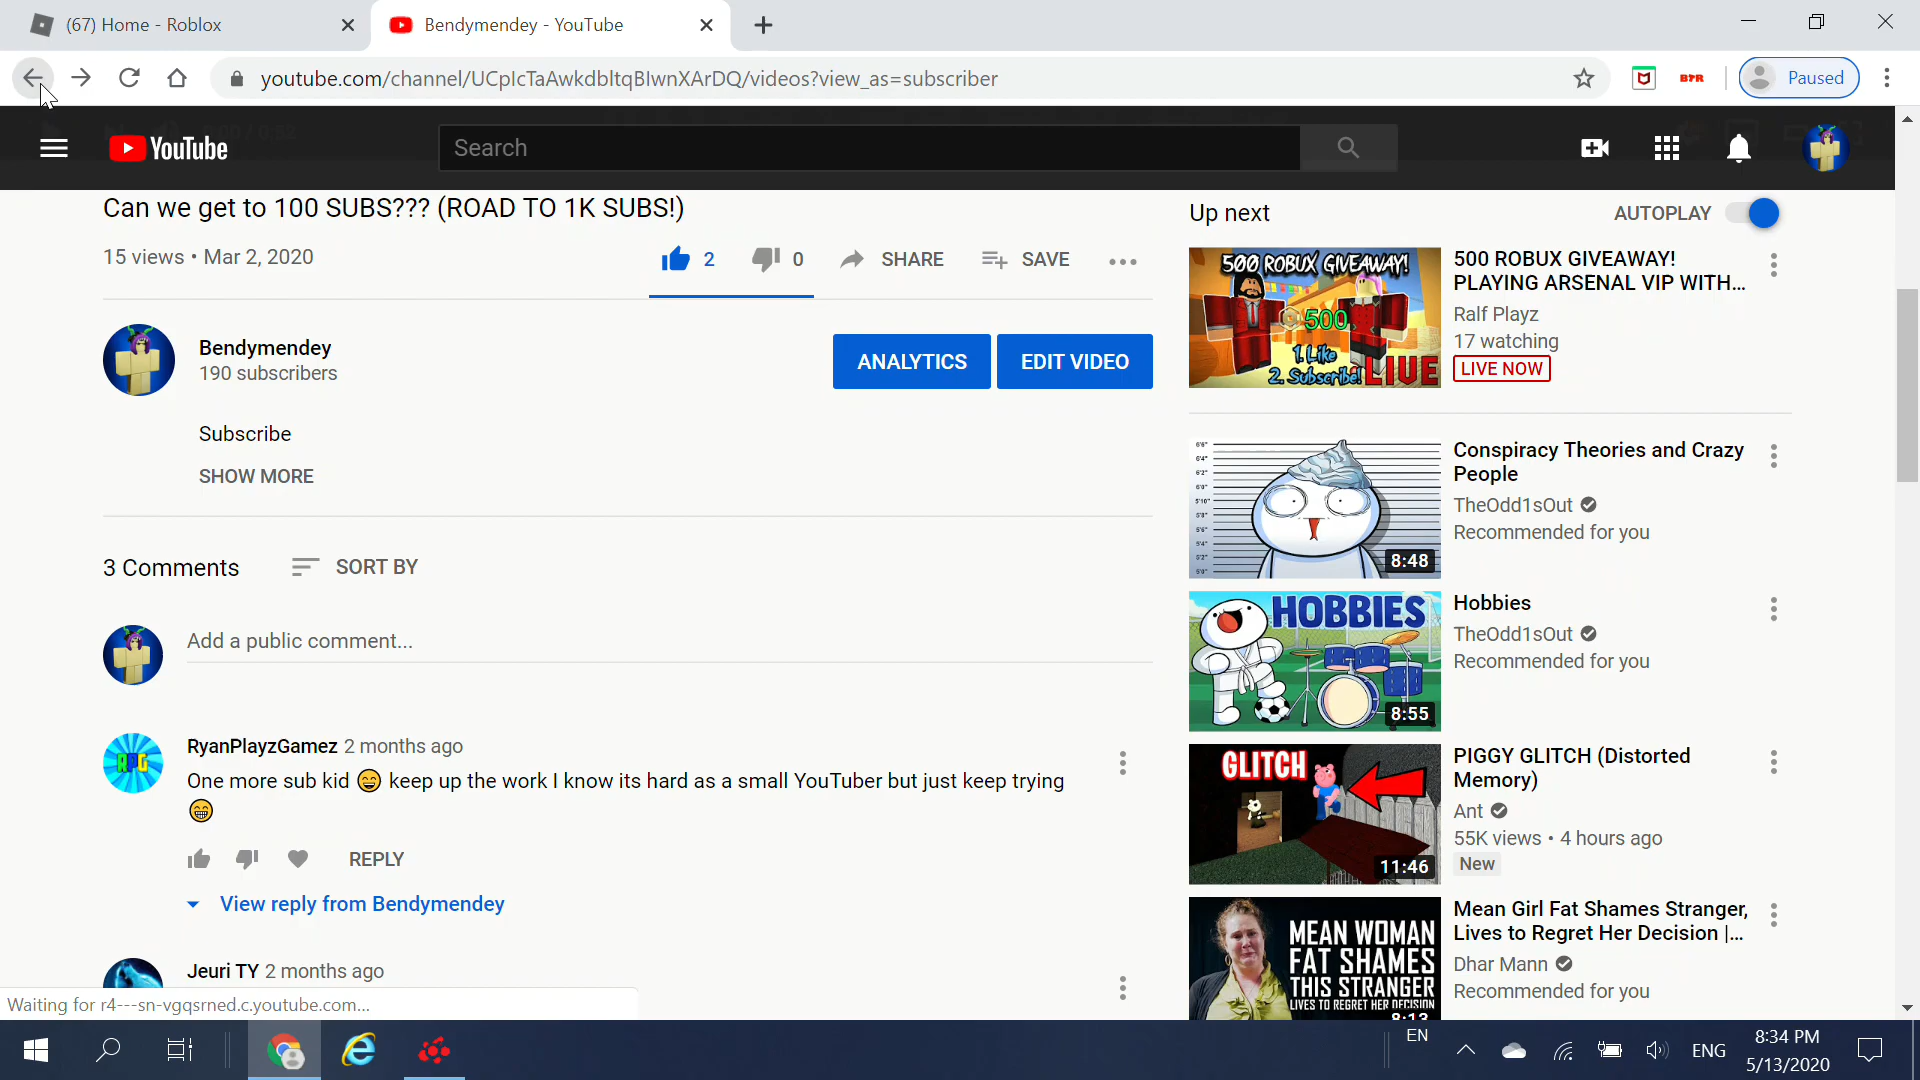 (67) Home - Roblox
Bendymendey - YouTube
youtube.com/channel/UCpIcTaAwkdbltqBIwnXArDQ/videos?view_as=subscriber
Paused
YouTube
Search
Can we get to 100 SUBS??? (ROAD TO 1K SUBS!)
15 views • Mar 2, 2020
2
0
SHARE
SAVE
Bendymendey
190 subscribers
ANALYTICS
EDIT VIDEO
Subscribe
SHOW MORE
3 Comments
SORT BY
Add a public comment...
RyanPlayzGamez 2 months ago
One more sub kid 😄 keep up the work I know its hard as a small YouTuber but just keep trying
😁
REPLY
View reply from Bendymendey
Jeuri TY 2 months ago
Waiting for r4---sn-vgqsrned.c.youtube.com...
Up next
AUTOPLAY
500 ROBUX GIVEAWAY!
500
1. Like
2. Subscribe!
LIVE
500 ROBUX GIVEAWAY!
PLAYING ARSENAL VIP WITH...
Ralf Playz
17 watching
LIVE NOW
8:48
Conspiracy Theories and Crazy
People
TheOdd1sOut
Recommended for you
HOBBIES
8:55
Hobbies
TheOdd1sOut
Recommended for you
GLITCH
11:46
PIGGY GLITCH (Distorted
Memory)
Ant
55K views • 4 hours ago
New
MEAN WOMAN
FAT SHAMES
THIS STRANGER
LIVES TO REGRET HER DECISION
8:13
Mean Girl Fat Shames Stranger,
Lives to Regret Her Decision |...
Dhar Mann
Recommended for you
EN
ENG
8:34 PM
5/13/2020